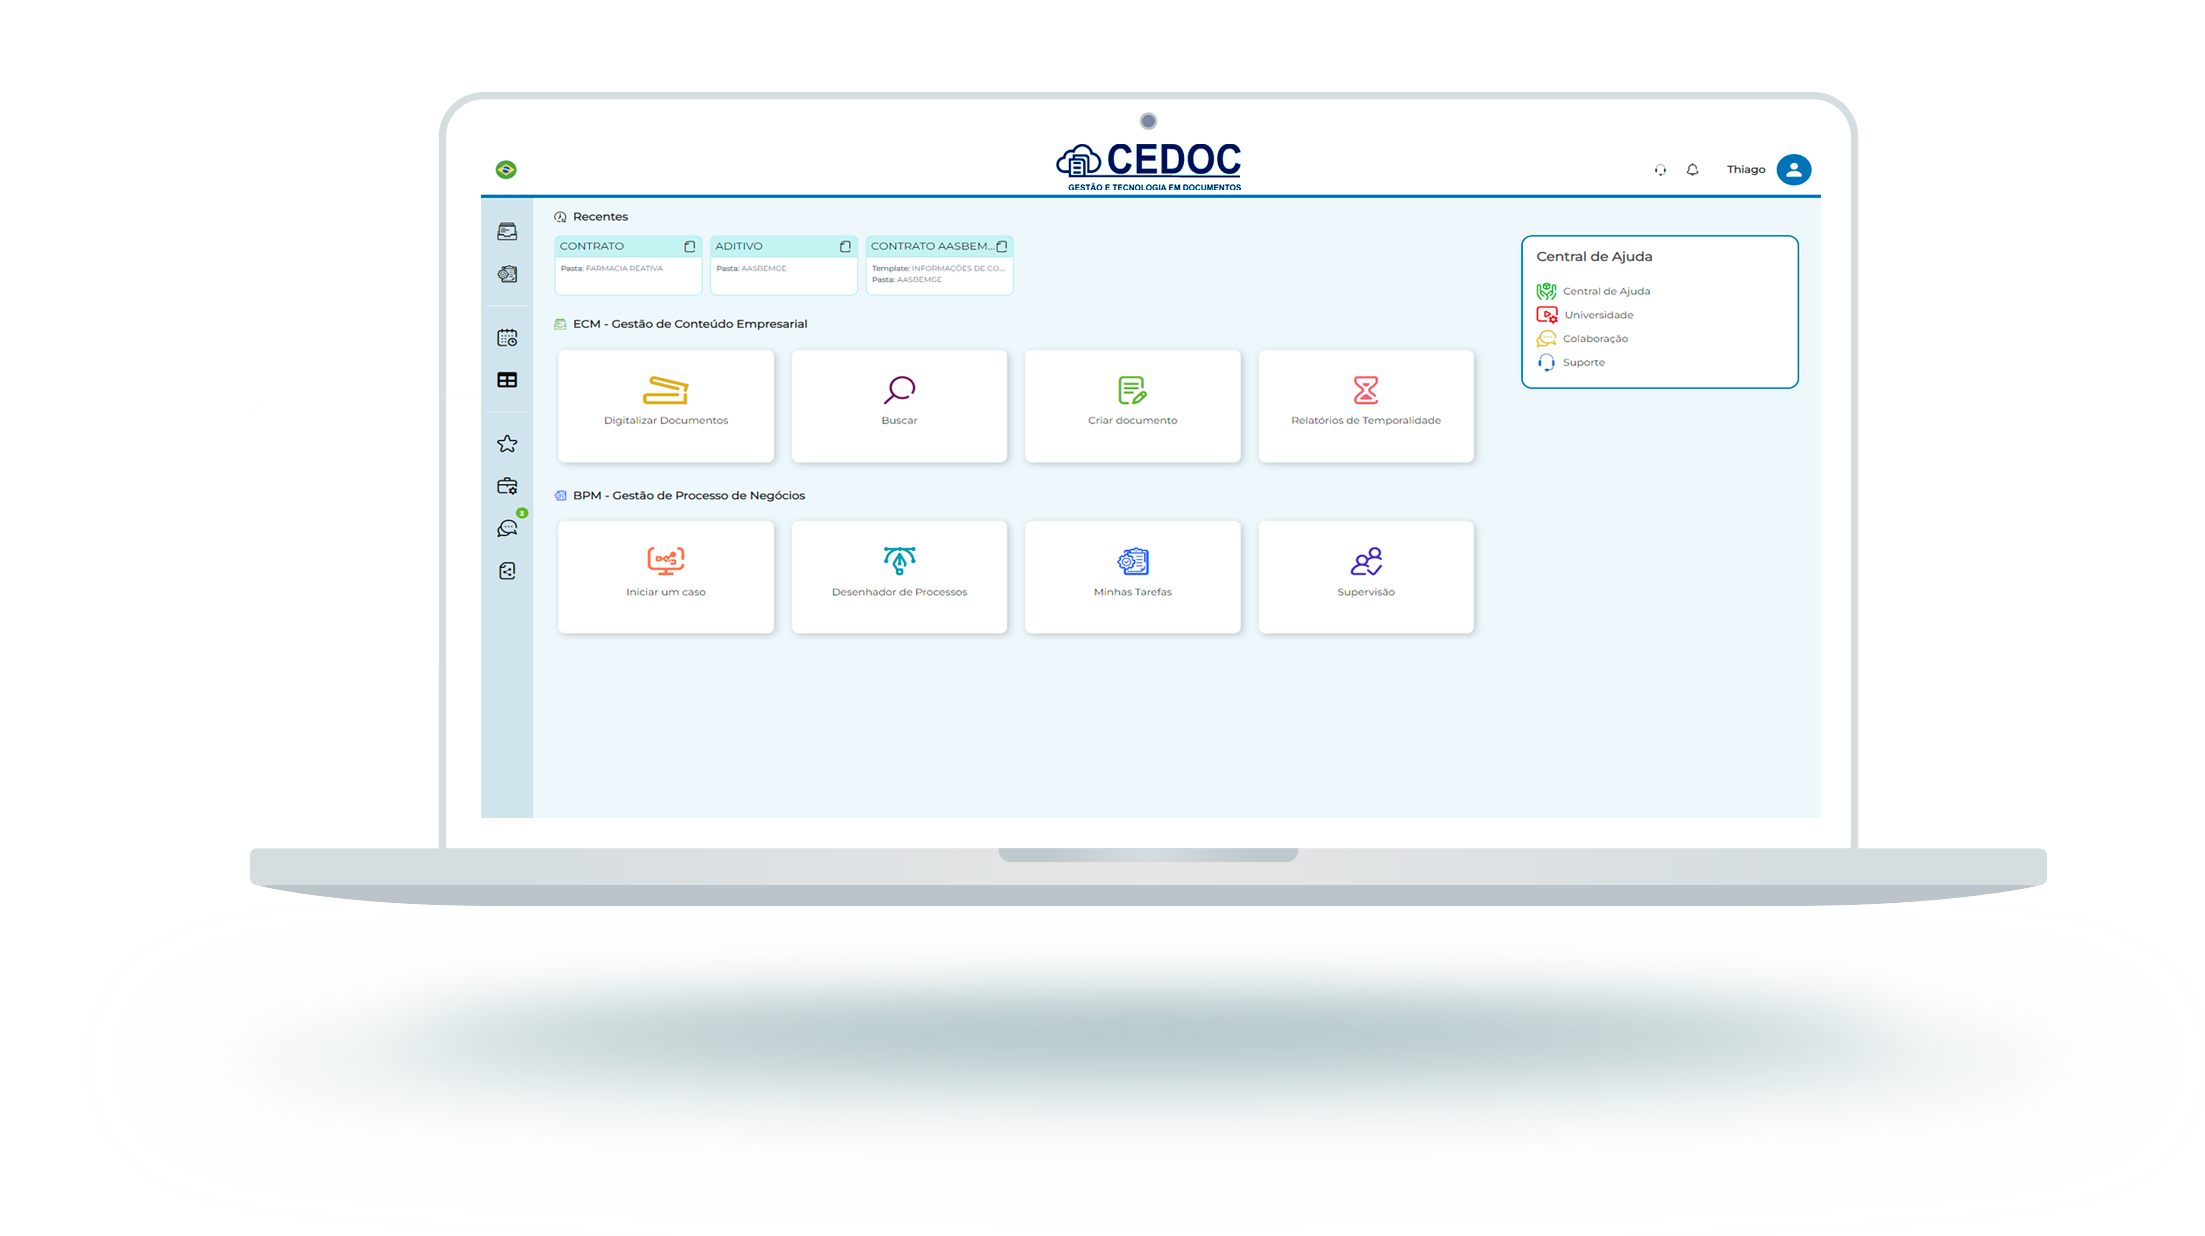 CEDOC
GESTÃO E TECNOLOGIA EM DOCUMENTOS
Thiago
Recentes
CONTRATO
Pasta: FARMACIA REATIVA
ADITIVO
Pasta: AASBEMGE
CONTRATO AASBEM...
Template: INFORMAÇÕES DE CO...
Pasta: AASBEMGE
Central de Ajuda
Central de Ajuda
Universidade
Colaboração
Suporte
ECM - Gestão de Conteúdo Empresarial
Digitalizar Documentos
Buscar
Criar documento
Relatórios de Temporalidade
BPM - Gestão de Processo de Negócios
3
Iniciar um caso
Desenhador de Processos
Minhas Tarefas
Supervisão